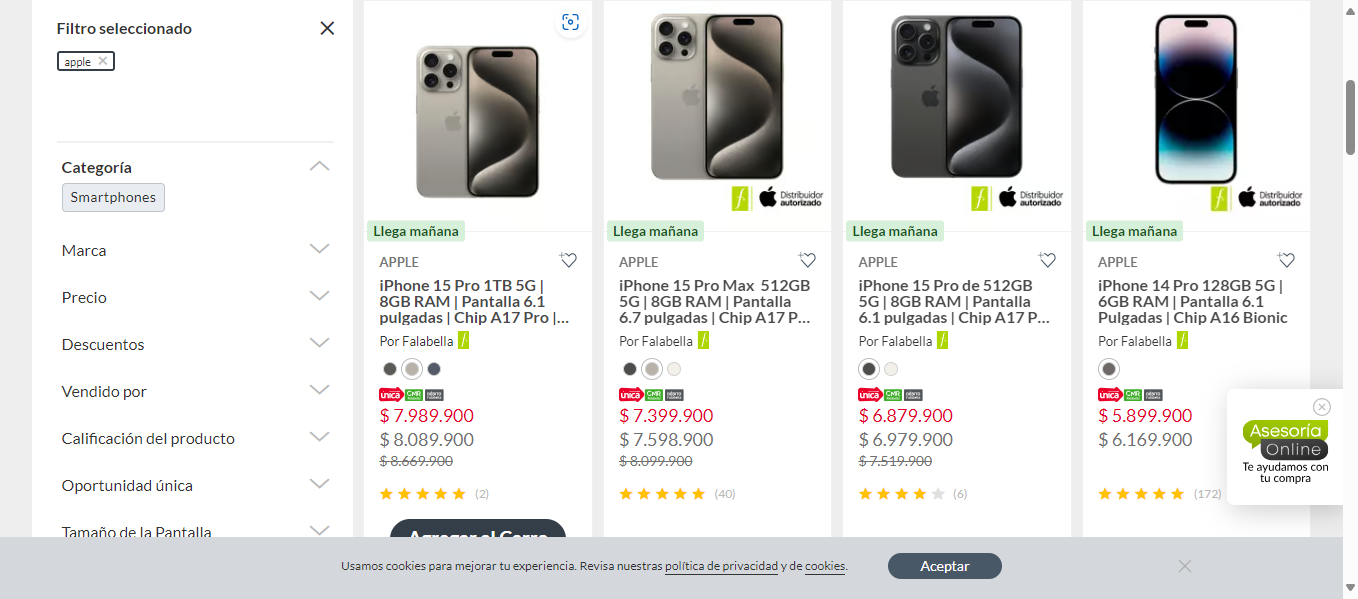 Filtro seleccionado
apple
Categoría
Smartphones
Marca
Precio
Descuentos
Vendido por
Calificación del producto
Oportunidad única
Tamaño de la Pantalla
Llega mañana
APPLE
iPhone 15 Pro 1TB 5G |
8GB RAM | Pantalla 6.1
pulgadas | Chip A17 Pro |...
Por Falabella
única CMR
$ 7.989.900
$ 8.089.900
$ 8.669.900
(2)
Agregar al Carro
Distribuidor
autorizado
Llega mañana
APPLE
iPhone 15 Pro Max 512GB
5G | 8GB RAM | Pantalla
6.7 pulgadas | Chip A17 P...
Por Falabella
única CMR
$ 7.399.900
$ 7.598.900
$ 8.099.900
(40)
Distribuidor
autorizado
Llega mañana
APPLE
iPhone 15 Pro de 512GB
5G | 8GB RAM | Pantalla
6.1 pulgadas | Chip A17 P...
Por Falabella
única CMR
$ 6.879.900
$ 6.979.900
$ 7.519.900
(6)
Distribuidor
autorizado
Llega mañana
APPLE
iPhone 14 Pro 128GB 5G |
6GB RAM | Pantalla 6.1
Pulgadas | Chip A16 Bionic
Por Falabella
única CMR
$ 5.899.900
$ 6.169.900
(172)
Asesoría
Online
Te ayudamos con
tu compra
Usamos cookies para mejorar tu experiencia. Revisa nuestras política de privacidad y de cookies.
Aceptar